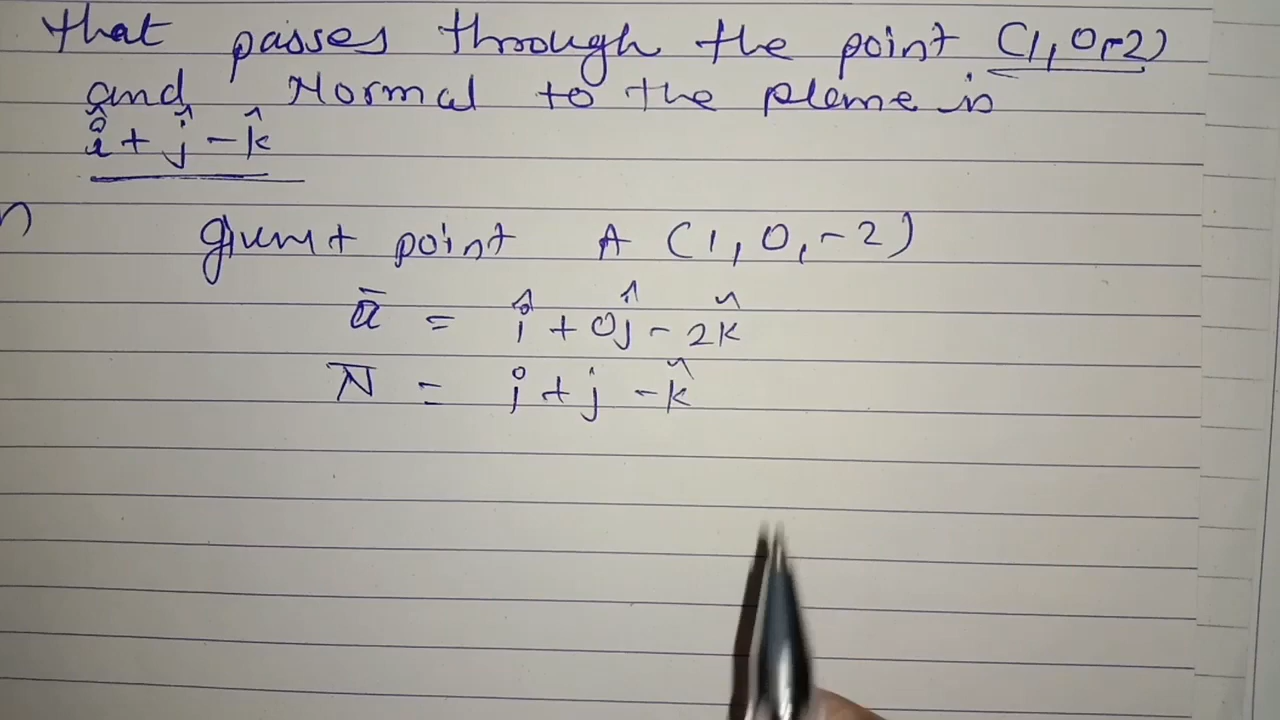 that passes through the point (1, 0, -2)
and Normal to the plane is
î + ĵ - k̂
n given point A (1, 0, -2)
a̅ = î + 0ĵ - 2k̂
N̅ = i + j - k̂